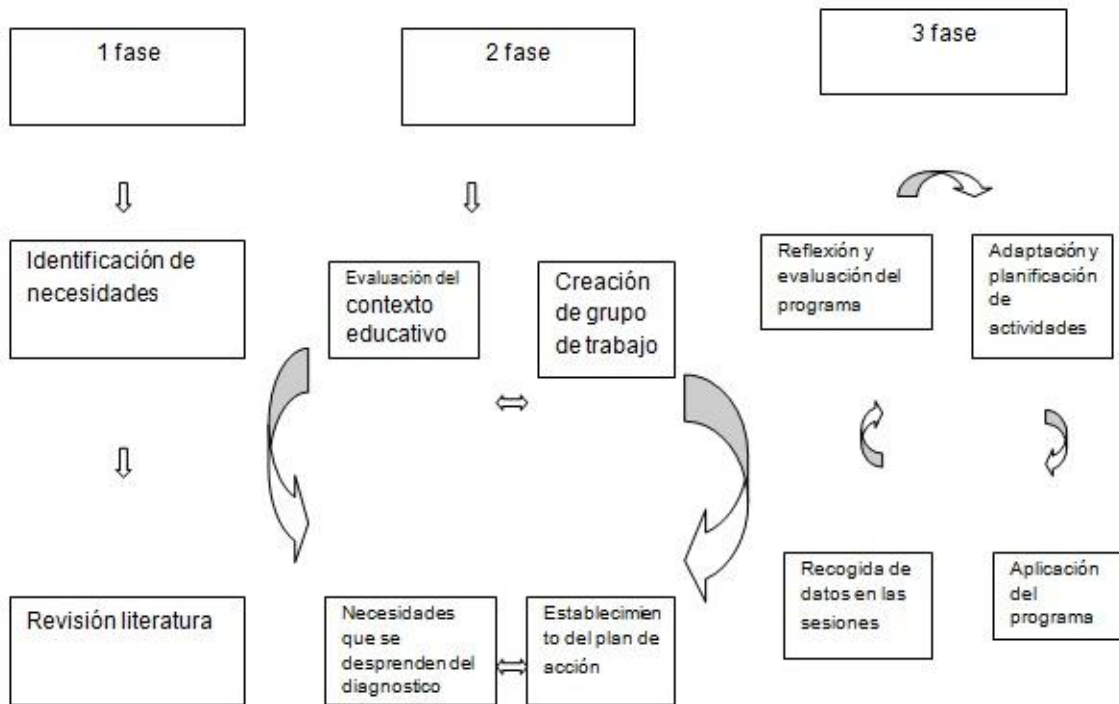 1 fase
2 fase
3 fase
Identificación de
necesidades
Evaluación del
contexto
educativo
Creación
de grupo
de trabajo
Reflexión y
evaluación del
programa
Adaptación y
planificación
de
actividades
Revisión literatura
Necesidades
que se
desprenden del
diagnostico
Establecimien
to del plan de
acción
Recogida de
datos en las
sesiones
Aplicación
del
programa